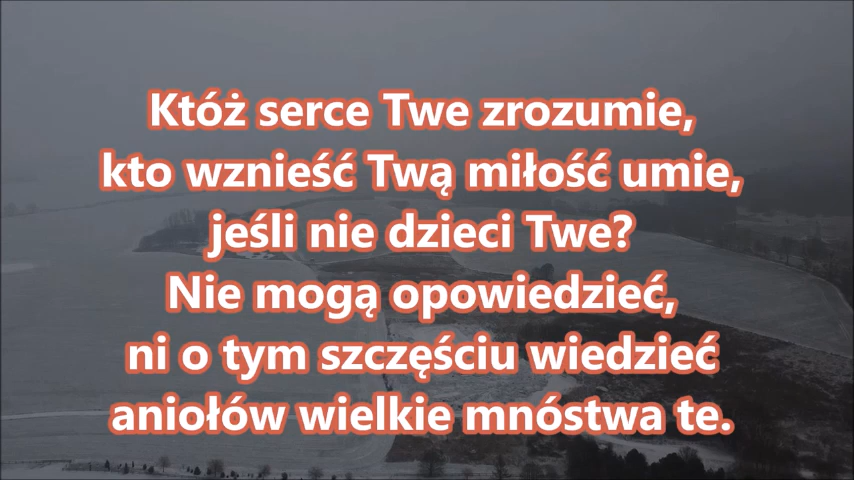 Któż serce Twe zrozumie,
kto wznieść Twą miłość umie,
jeśli nie dzieci Twe?
Nie mogą opowiedzieć,
ni o tym szczęściu wiedzieć
aniołów wielkie mnóstwa te.